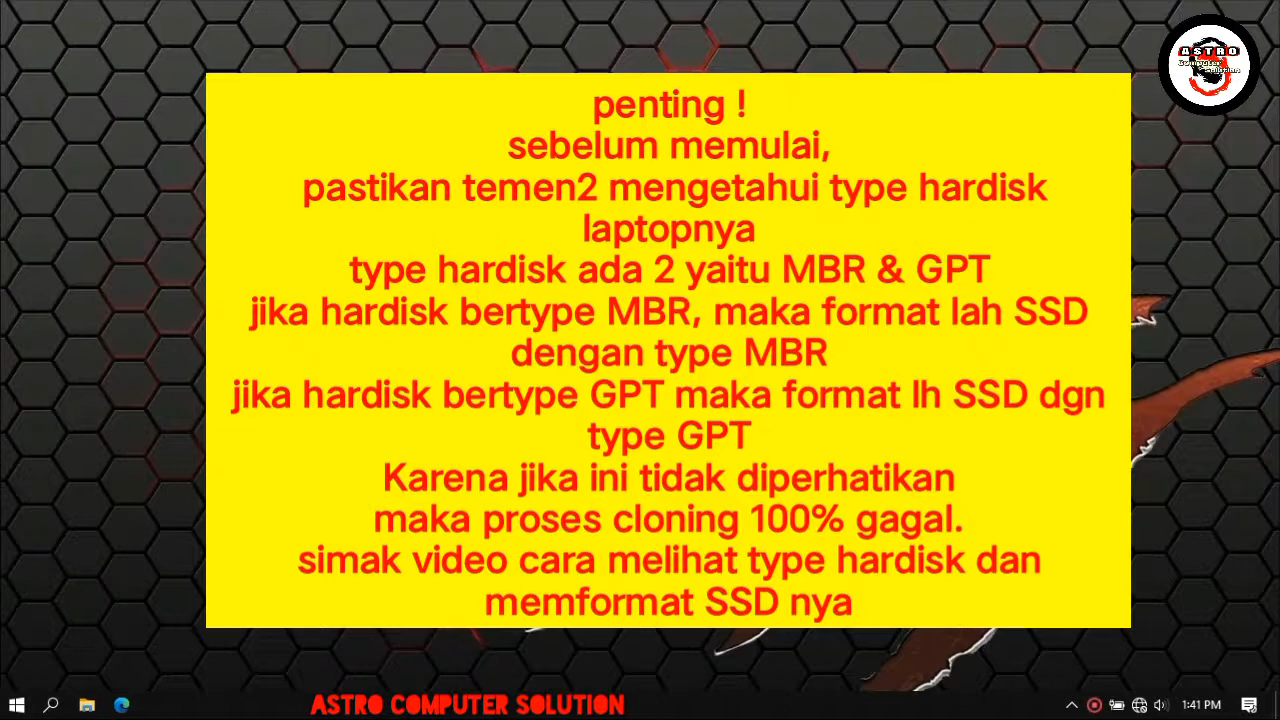 ASTRO
Computer
Solution
penting !
sebelum memulai,
pastikan temen2 mengetahui type hardisk
laptopnya
type hardisk ada 2 yaitu MBR & GPT
jika hardisk bertype MBR, maka format lah SSD
dengan type MBR
jika hardisk bertype GPT maka format lh SSD dgn
type GPT
Karena jika ini tidak diperhatikan
maka proses cloning 100% gagal.
simak video cara melihat type hardisk dan
memformat SSD nya
ASTRO COMPUTER SOLUTION
1:41 PM